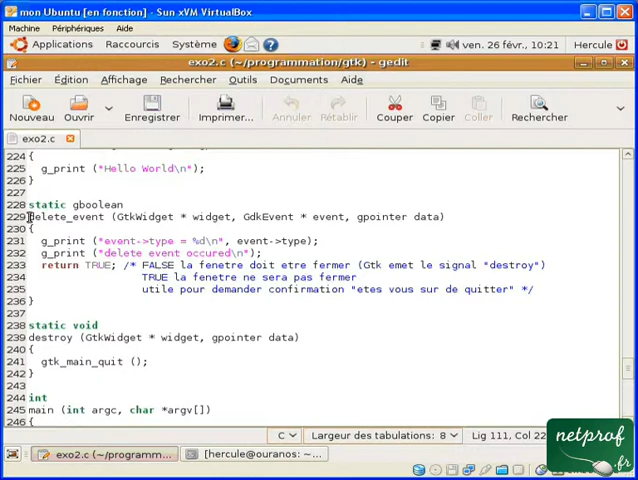 mon Ubuntu [en fonction] - Sun xVM VirtualBox
Machine Périphériques Aide
Applications Raccourcis Système ven. 26 févr., 10:21 Hercule
exo2.c (~/programmation/gtk) - gedit
Fichier Édition Affichage Rechercher Outils Documents Aide
Nouveau Ouvrir Enregistrer Imprimer... Annuler Rétablir Couper Copier Coller Rechercher
exo2.c
224 {
225 g_print ("Hello World\n");
226 }
227
228 static gboolean
229 delete_event (GtkWidget * widget, GdkEvent * event, gpointer data)
230 {
231 g_print ("event->type = %d\n", event->type);
232 g_print ("delete event occured\n");
233 return TRUE; /* FALSE la fenetre doit etre fermer (Gtk emet le signal "destroy")
234 TRUE la fenetre ne sera pas fermer
235 utile pour demander confirmation "etes vous sur de quitter" */
236 }
237
238 static void
239 destroy (GtkWidget * widget, gpointer data)
240 {
241 gtk_main_quit ();
242 }
243
244 int
245 main (int argc, char *argv[])
246 {
C Largeur des tabulations: 8 Lig 111, Col 22
exo2.c (~/programm... [hercule@ouranos: ~...
netprof
.fr